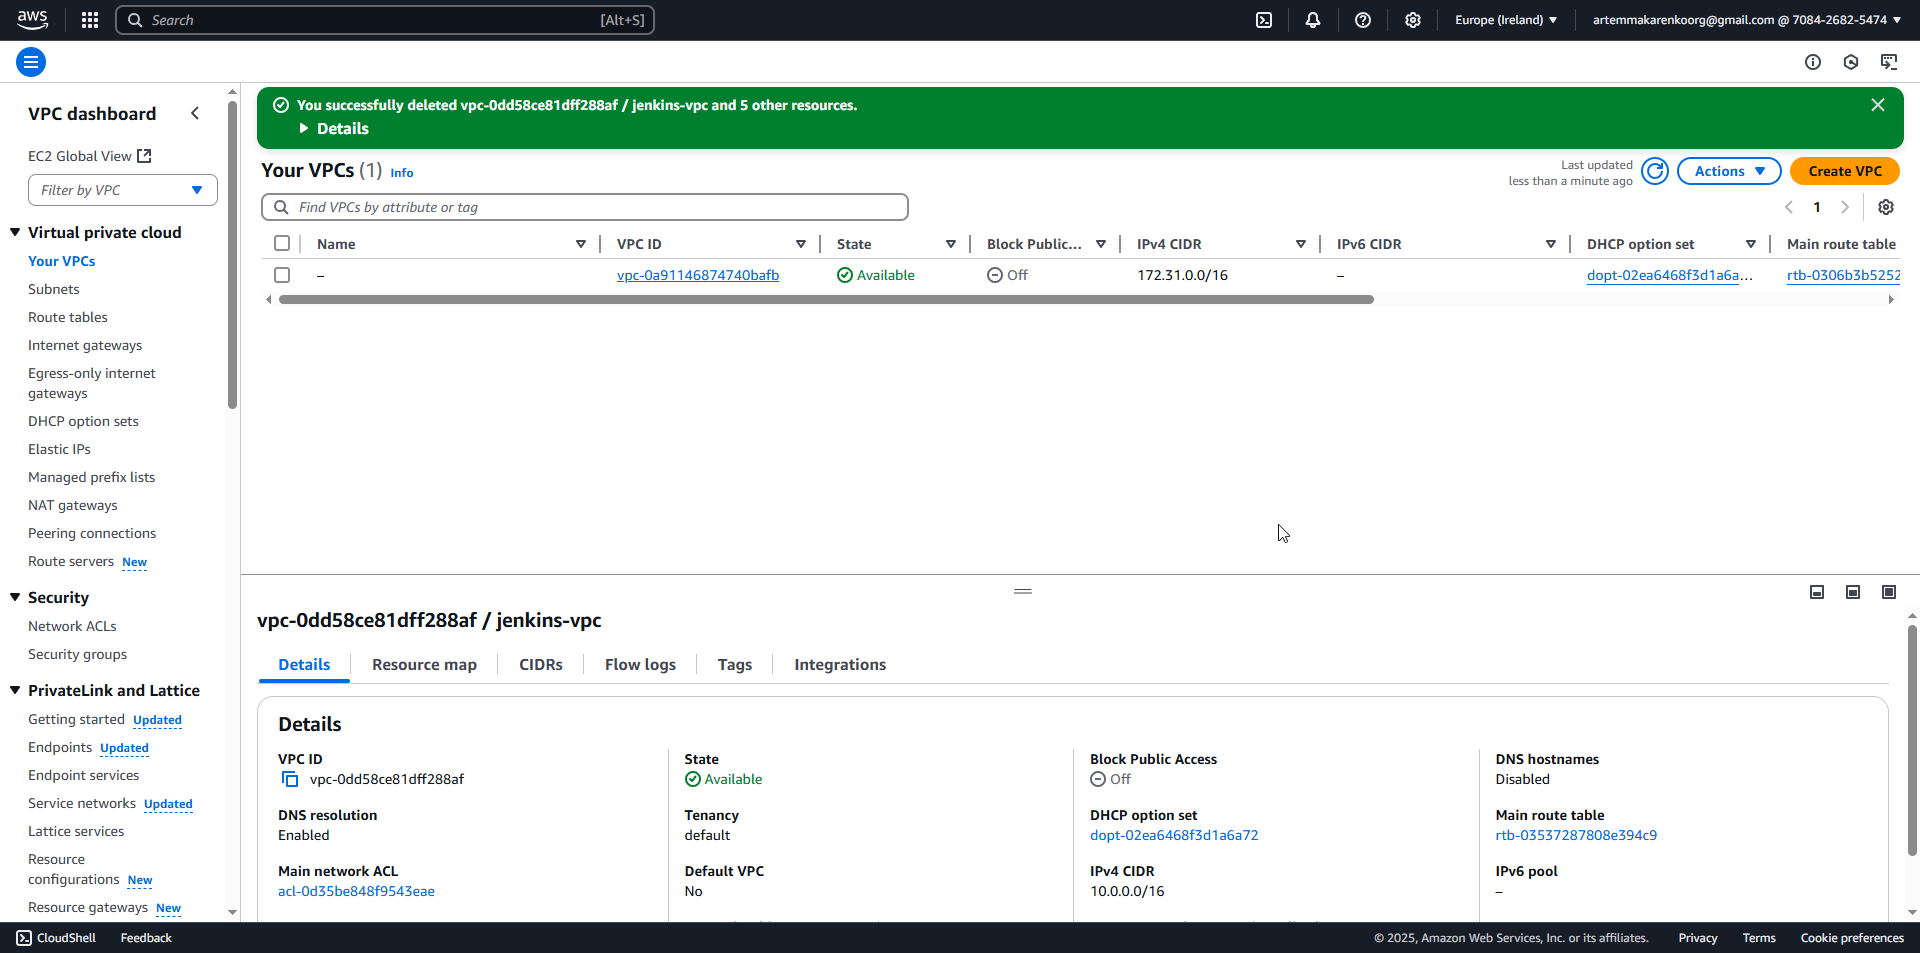 aws
Search [Alt+S]
Europe (Ireland)
artemmakarenkoorg@gmail.com @ 7084-2682-5474
VPC dashboard
EC2 Global View
Filter by VPC
Virtual private cloud
Your VPCs
Subnets
Route tables
Internet gateways
Egress-only internet
gateways
DHCP option sets
Elastic IPs
Managed prefix lists
NAT gateways
Peering connections
Route servers New
Security
Network ACLs
Security groups
PrivateLink and Lattice
Getting started Updated
Endpoints Updated
Endpoint services
Service networks Updated
Lattice services
Resource
configurations New
Resource gateways New
You successfully deleted vpc-0dd58ce81dff288af / jenkins-vpc and 5 other resources.
Details
Your VPCs (1) Info
Last updated
less than a minute ago
Actions
Create VPC
Find VPCs by attribute or tag
1
Name VPC ID State Block Public... IPv4 CIDR IPv6 CIDR DHCP option set Main route table
– vpc-0a91146874740bafb Available Off 172.31.0.0/16 – dopt-02ea6468f3d1a6a... rtb-0306b3b5252
vpc-0dd58ce81dff288af / jenkins-vpc
Details Resource map CIDRs Flow logs Tags Integrations
Details
VPC ID
vpc-0dd58ce81dff288af
State
Available
Block Public Access
Off
DNS hostnames
Disabled
DNS resolution
Enabled
Tenancy
default
DHCP option set
dopt-02ea6468f3d1a6a72
Main route table
rtb-03537287808e394c9
Main network ACL
acl-0d35be848f9543eae
Default VPC
No
IPv4 CIDR
10.0.0.0/16
IPv6 pool
–
CloudShell Feedback
© 2025, Amazon Web Services, Inc. or its affiliates. Privacy Terms Cookie preferences